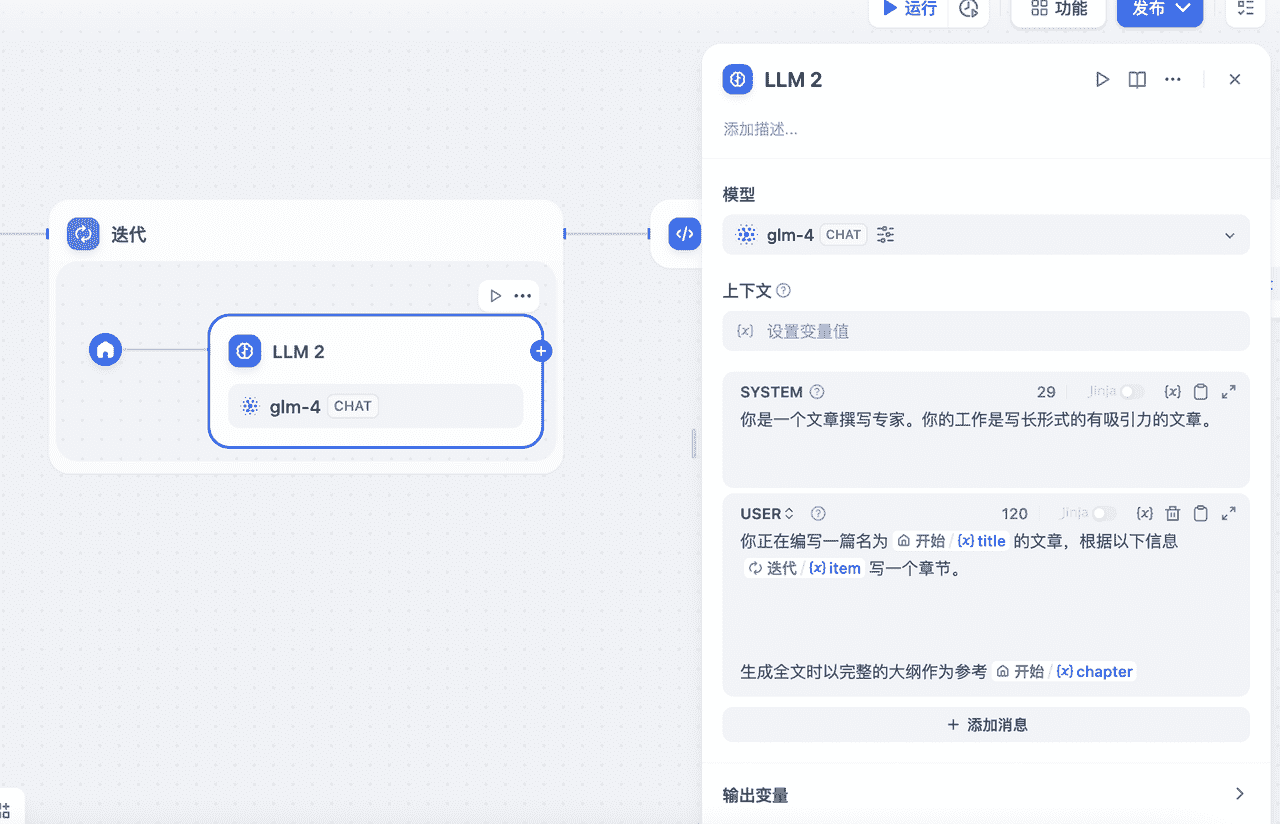 运行
功能
发布
LLM 2
添加描述...
模型
glm-4 CHAT
上下文
{x} 设置变量值
SYSTEM 29 Jinja {x}
你是一个文章撰写专家。你的工作是写长形式的有吸引力的文章。
USER 120 Jinja {x}
你正在编写一篇名为 开始 / {x} title 的文章，根据以下信息
迭代 / {x} item 写一个章节。
生成全文时以完整的大纲作为参考 开始 / {x} chapter
+ 添加消息
输出变量
迭代
LLM 2
glm-4 CHAT